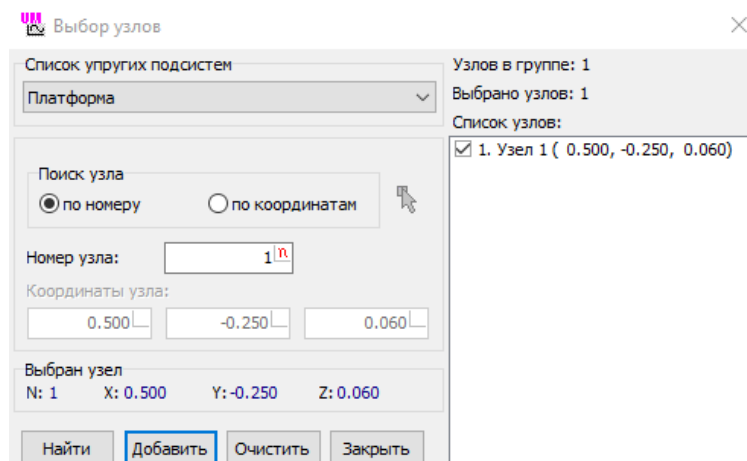 UM Выбор узлов
Список упругих подсистем
Платформа
Поиск узла
по номеру
по координатам
Номер узла:
1 n
Координаты узла:
0.500 -0.250 0.060
Выбран узел
N: 1 X: 0.500 Y:-0.250 Z: 0.060
Найти Добавить Очистить Закрыть
Узлов в группе: 1
Выбрано узлов: 1
Список узлов:
1. Узел 1 ( 0.500, -0.250, 0.060)